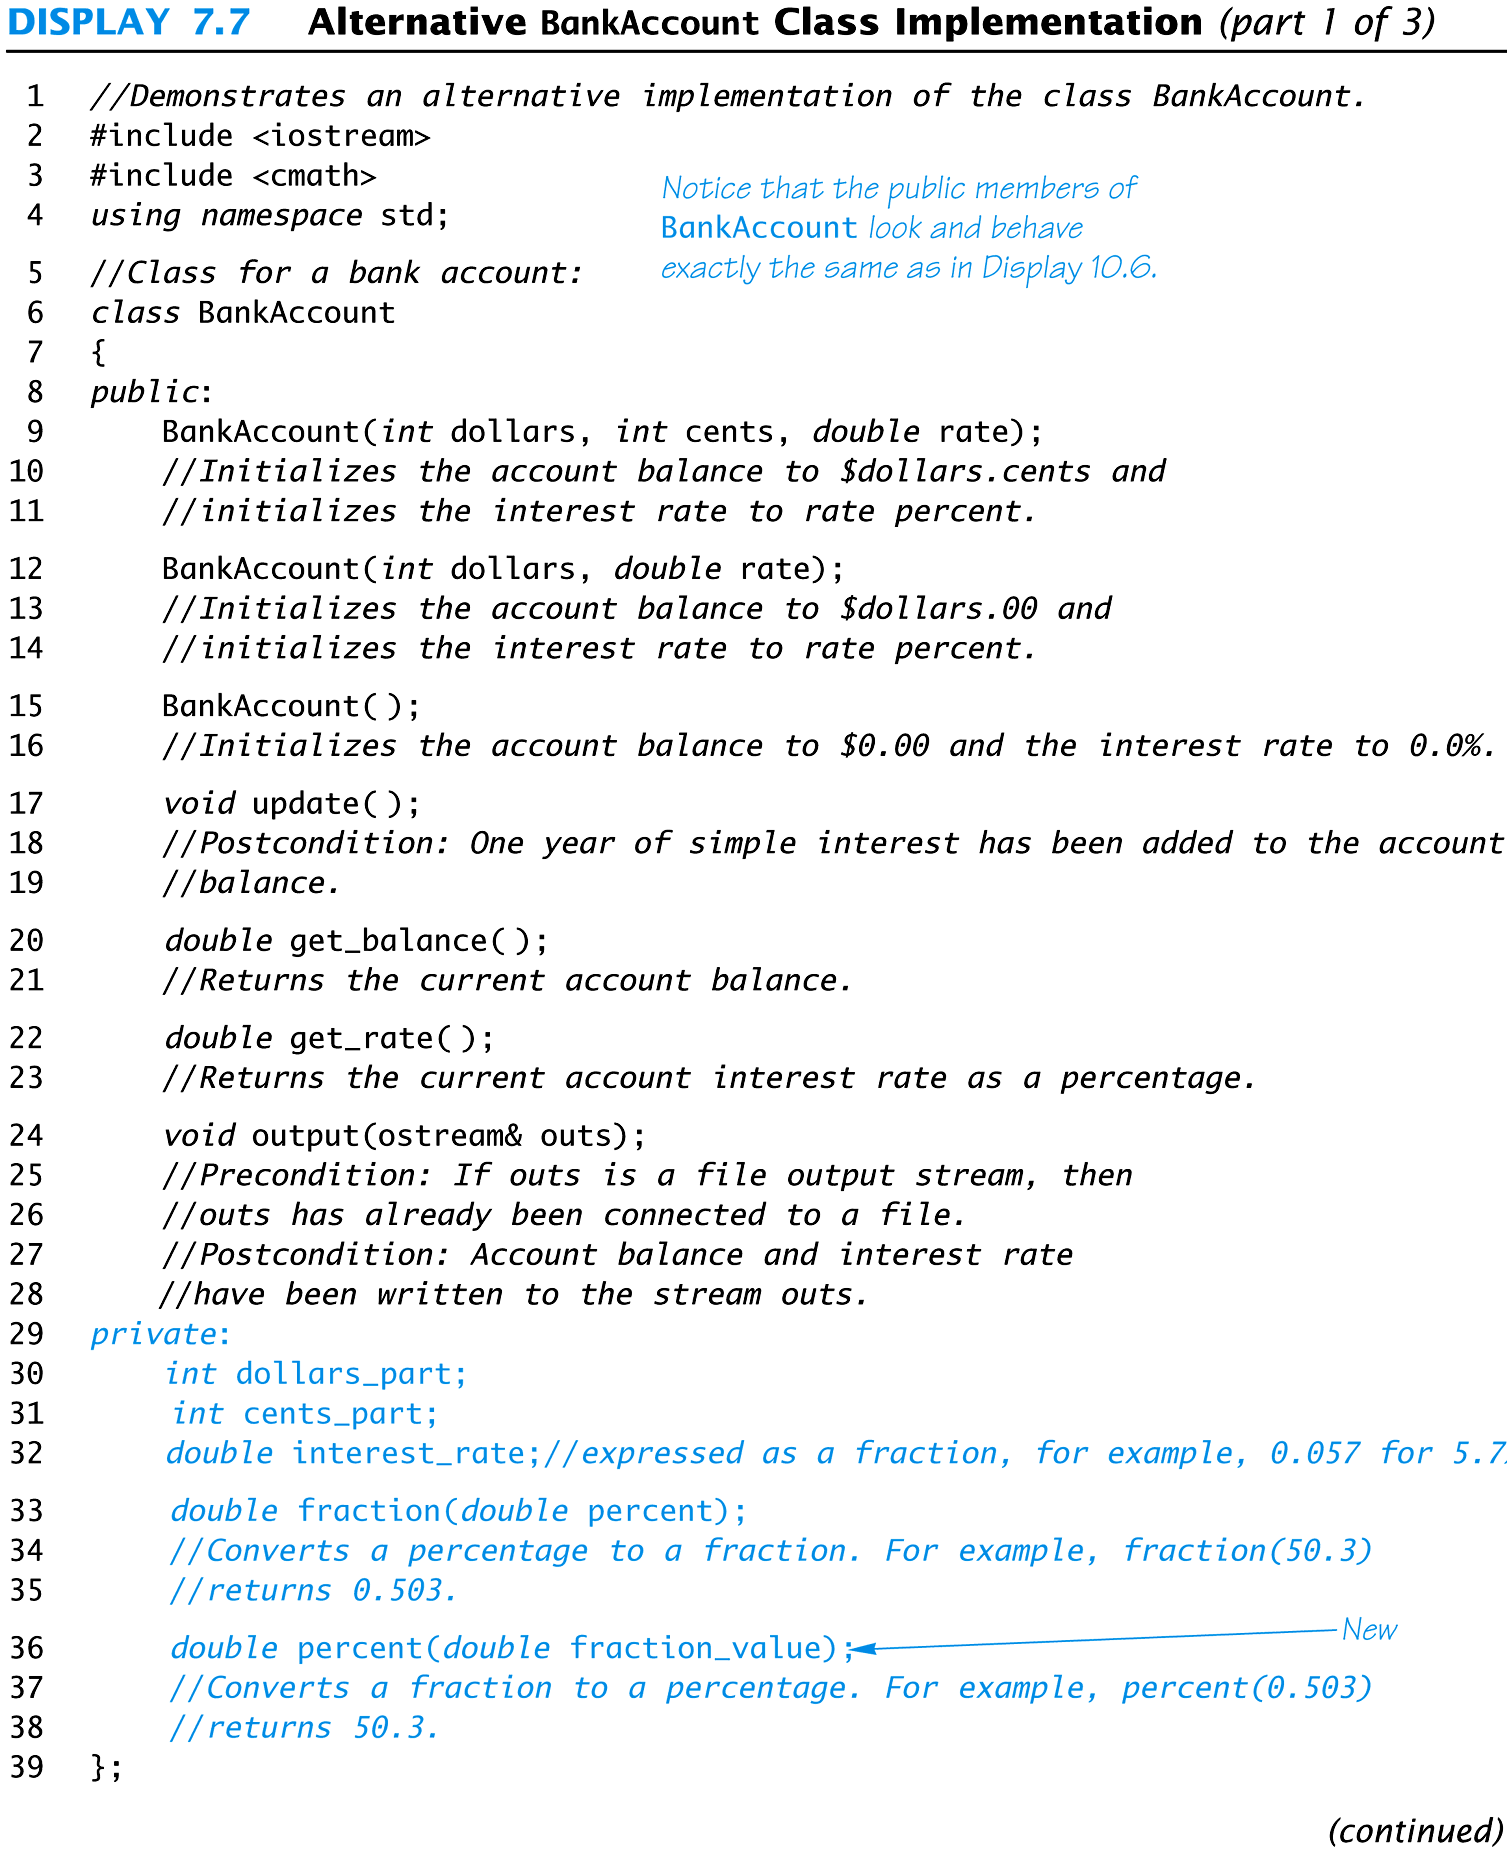 DISPLAY 7.7 Alternative BankAccount Class Implementation (part 1 of 3)
1 //Demonstrates an alternative implementation of the class BankAccount.
2 #include <iostream>
3 #include <cmath>
4 using namespace std;
Notice that the public members of
BankAccount look and behave
exactly the same as in Display 10.6.
5 //Class for a bank account:
6 class BankAccount
7 {
8 public:
9 BankAccount(int dollars, int cents, double rate);
10 //Initializes the account balance to $dollars.cents and
11 //initializes the interest rate to rate percent.
12 BankAccount(int dollars, double rate);
13 //Initializes the account balance to $dollars.00 and
14 //initializes the interest rate to rate percent.
15 BankAccount( );
16 //Initializes the account balance to $0.00 and the interest rate to 0.0%.
17 void update( );
18 //Postcondition: One year of simple interest has been added to the account
19 //balance.
20 double get_balance( );
21 //Returns the current account balance.
22 double get_rate( );
23 //Returns the current account interest rate as a percentage.
24 void output(ostream& outs);
25 //Precondition: If outs is a file output stream, then
26 //outs has already been connected to a file.
27 //Postcondition: Account balance and interest rate
28 //have been written to the stream outs.
29 private:
30 int dollars_part;
31 int cents_part;
32 double interest_rate;//expressed as a fraction, for example, 0.057 for 5.7
33 double fraction(double percent);
34 //Converts a percentage to a fraction. For example, fraction(50.3)
35 //returns 0.503.
36 double percent(double fraction_value); New
37 //Converts a fraction to a percentage. For example, percent(0.503)
38 //returns 50.3.
39 };
(continued)